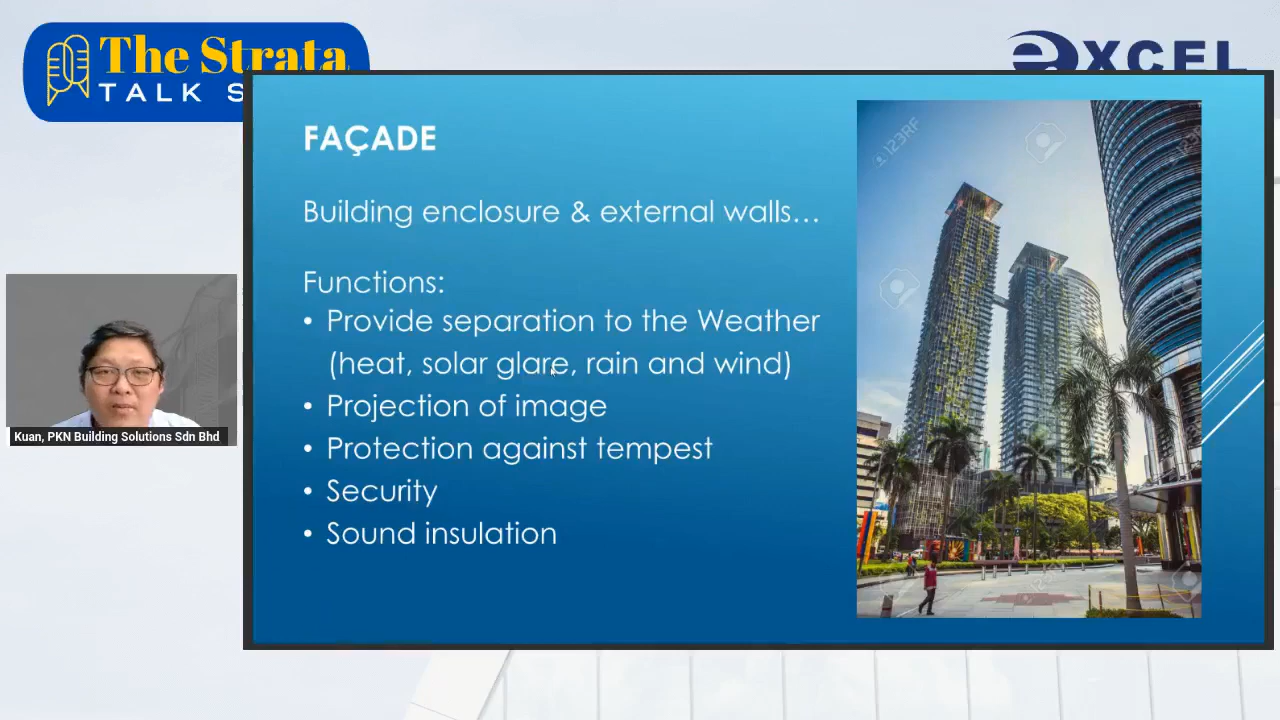 The Strata
TALK S
EXCEL
FAÇADE
Building enclosure & external walls…
Functions:
• Provide separation to the Weather
(heat, solar glare, rain and wind)
• Projection of image
• Protection against tempest
• Security
• Sound insulation
Kuan, PKN Building Solutions Sdn Bhd
123RF